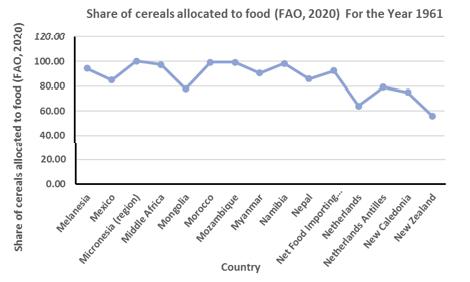 Share of cereals allocated to food (FAO, 2020) For the Year 1961
Share of cereals allocated to food (FAO, 2020)
120.00
100.00
80.00
60.00
40.00
20.00
0.00
Melanesia
Mexico
Micronesia (region)
Middle Africa
Mongolia
Morocco
Mozambique
Myanmar
Namibia
Nepal
Net Food Importing...
Netherlands
Netherlands Antilles
New Caledonia
New Zealand
Country